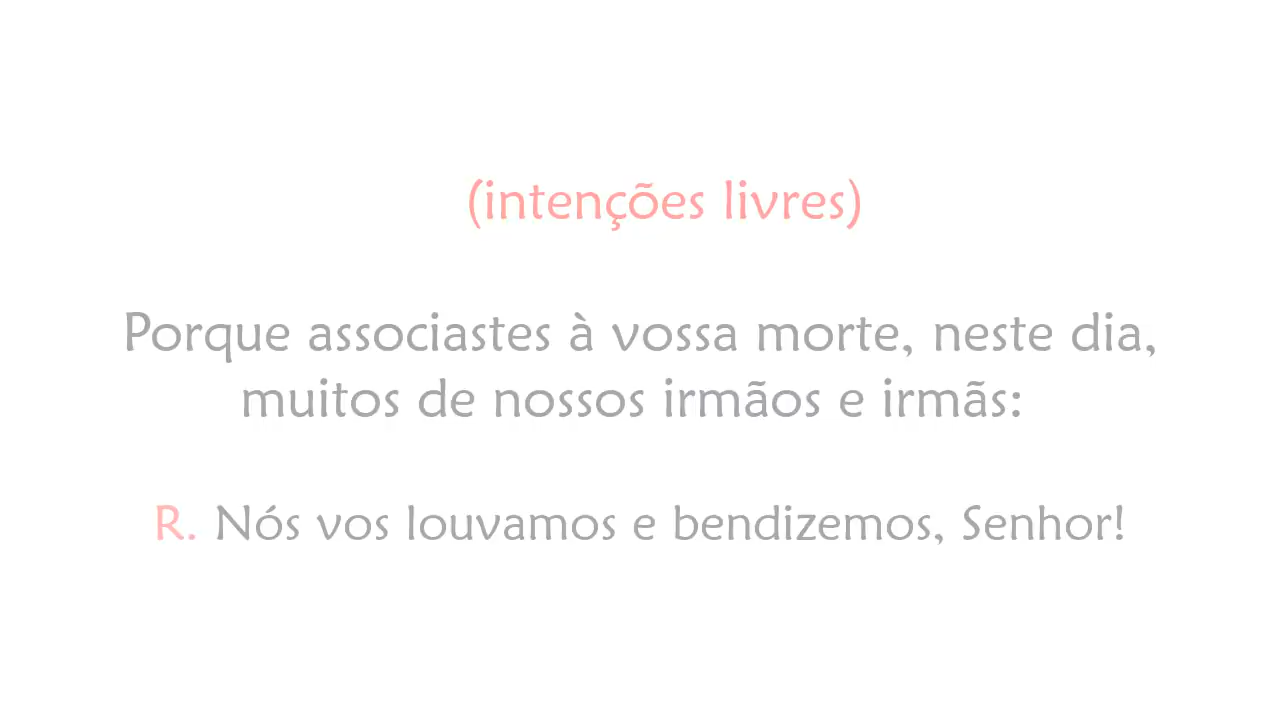 (intenções livres)
Porque associastes à vossa morte, neste dia,
muitos de nossos irmãos e irmãs:
R. Nós vos louvamos e bendizemos, Senhor!